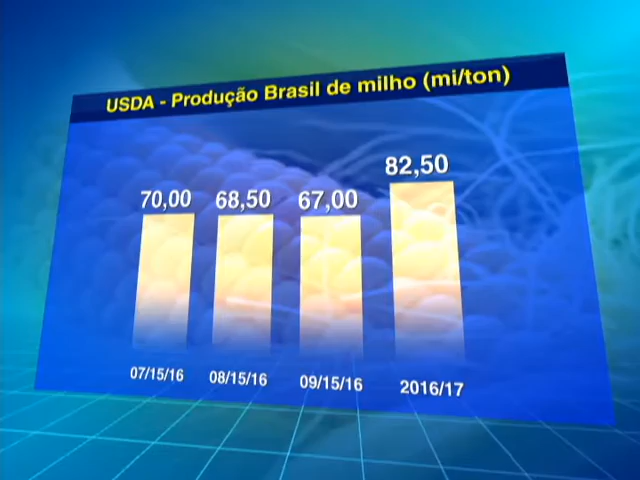 USDA - Produção Brasil de milho (mi/ton)
70,00 68,50 67,00 82,50
07/15/16 08/15/16 09/15/16 2016/17